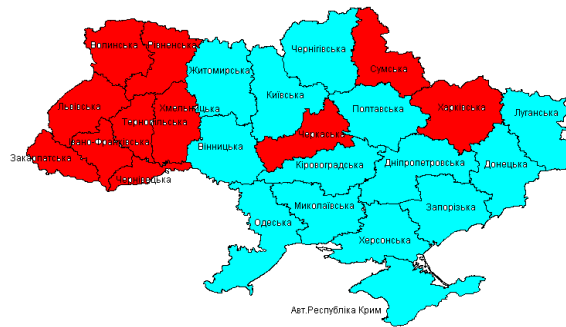 Волинська
Рівненська
Житомирська
Чернігівська
Сумська
Київська
Львівська
Тернопільська
Хмельницька
Полтавська
Харківська
Луганська
Черкаська
Вінницька
Івано-Франківська
Закарпатська
Чернівецька
Кіровоградська
Дніпропетровська
Донецька
Миколаївська
Запорізька
Одеська
Херсонська
Авт.Республіка Крим